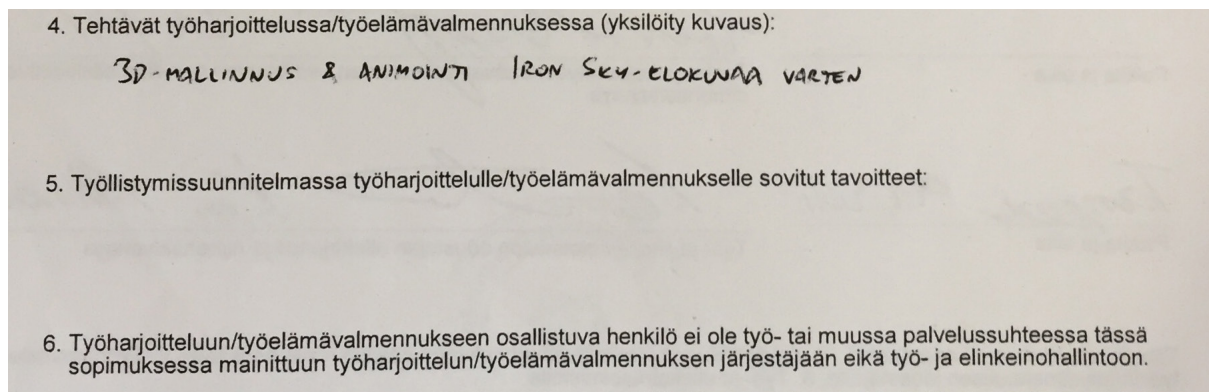 4. Tehtävät työharjoittelussa/työelämävalmennuksessa (yksilöity kuvaus):
3D-MALLINNUS & ANIMOINTI IRON SKY-ELOKUVAA VARTEN
5. Työllistymissuunnitelmassa työharjoittelulle/työelämävalmennukselle sovitut tavoitteet:
6. Työharjoitteluun/työelämävalmennukseen osallistuva henkilö ei ole työ- tai muussa palvelussuhteessa tässä
sopimuksessa mainittuun työharjoittelun/työelämävalmennuksen järjestäjään eikä työ- ja elinkeinohallintoon.